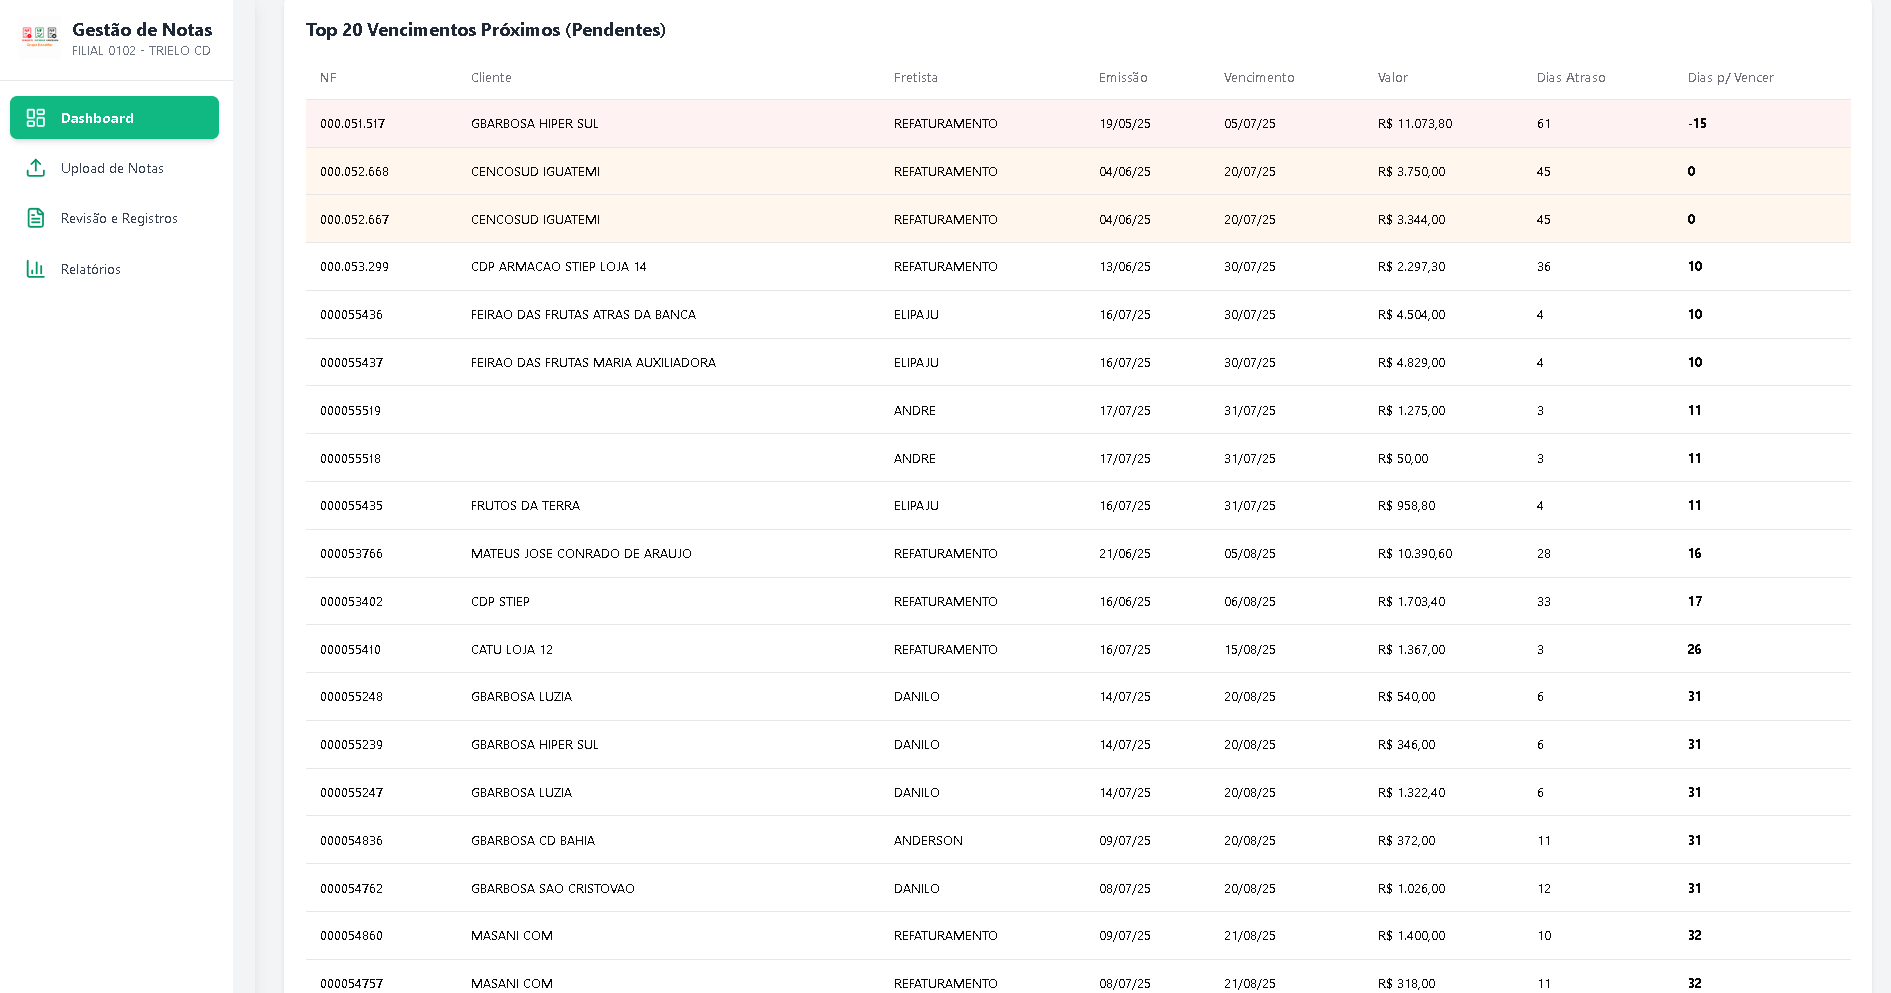 Gestão de Notas
FILIAL 0102 - TRIELO CD
Dashboard
Upload de Notas
Revisão e Registros
Relatórios
Top 20 Vencimentos Próximos (Pendentes)
NF Cliente Fretista Emissão Vencimento Valor Dias Atraso Dias p/ Vencer
000.051.517 GBARBOSA HIPER SUL REFATURAMENTO 19/05/25 05/07/25 R$ 11.073,80 61 -15
000.052.668 CENCOSUD IGUATEMI REFATURAMENTO 04/06/25 20/07/25 R$ 3.750,00 45 0
000.052.667 CENCOSUD IGUATEMI REFATURAMENTO 04/06/25 20/07/25 R$ 3.344,00 45 0
000.053.299 CDP ARMACAO STIEP LOJA 14 REFATURAMENTO 13/06/25 30/07/25 R$ 2.297,30 36 10
000055436 FEIRAO DAS FRUTAS ATRAS DA BANCA ELIPAJU 16/07/25 30/07/25 R$ 4.504,00 4 10
000055437 FEIRAO DAS FRUTAS MARIA AUXILIADORA ELIPAJU 16/07/25 30/07/25 R$ 4.829,00 4 10
000055519 ANDRE 17/07/25 31/07/25 R$ 1.275,00 3 11
000055518 ANDRE 17/07/25 31/07/25 R$ 50,00 3 11
000055435 FRUTOS DA TERRA ELIPAJU 16/07/25 31/07/25 R$ 958,80 4 11
000053766 MATEUS JOSE CONRADO DE ARAUJO REFATURAMENTO 21/06/25 05/08/25 R$ 10.390,60 28 16
000053402 CDP STIEP REFATURAMENTO 16/06/25 06/08/25 R$ 1.703,40 33 17
000055410 CATU LOJA 12 REFATURAMENTO 16/07/25 15/08/25 R$ 1.367,00 3 26
000055248 GBARBOSA LUZIA DANILO 14/07/25 20/08/25 R$ 540,00 6 31
000055239 GBARBOSA HIPER SUL DANILO 14/07/25 20/08/25 R$ 346,00 6 31
000055247 GBARBOSA LUZIA DANILO 14/07/25 20/08/25 R$ 1.322,40 6 31
000054836 GBARBOSA CD BAHIA ANDERSON 09/07/25 20/08/25 R$ 372,00 11 31
000054762 GBARBOSA SAO CRISTOVAO DANILO 08/07/25 20/08/25 R$ 1.026,00 12 31
000054860 MASANI COM REFATURAMENTO 09/07/25 21/08/25 R$ 1.400,00 10 32
000054757 MASANI COM REFATURAMENTO 08/07/25 21/08/25 R$ 318,00 11 32